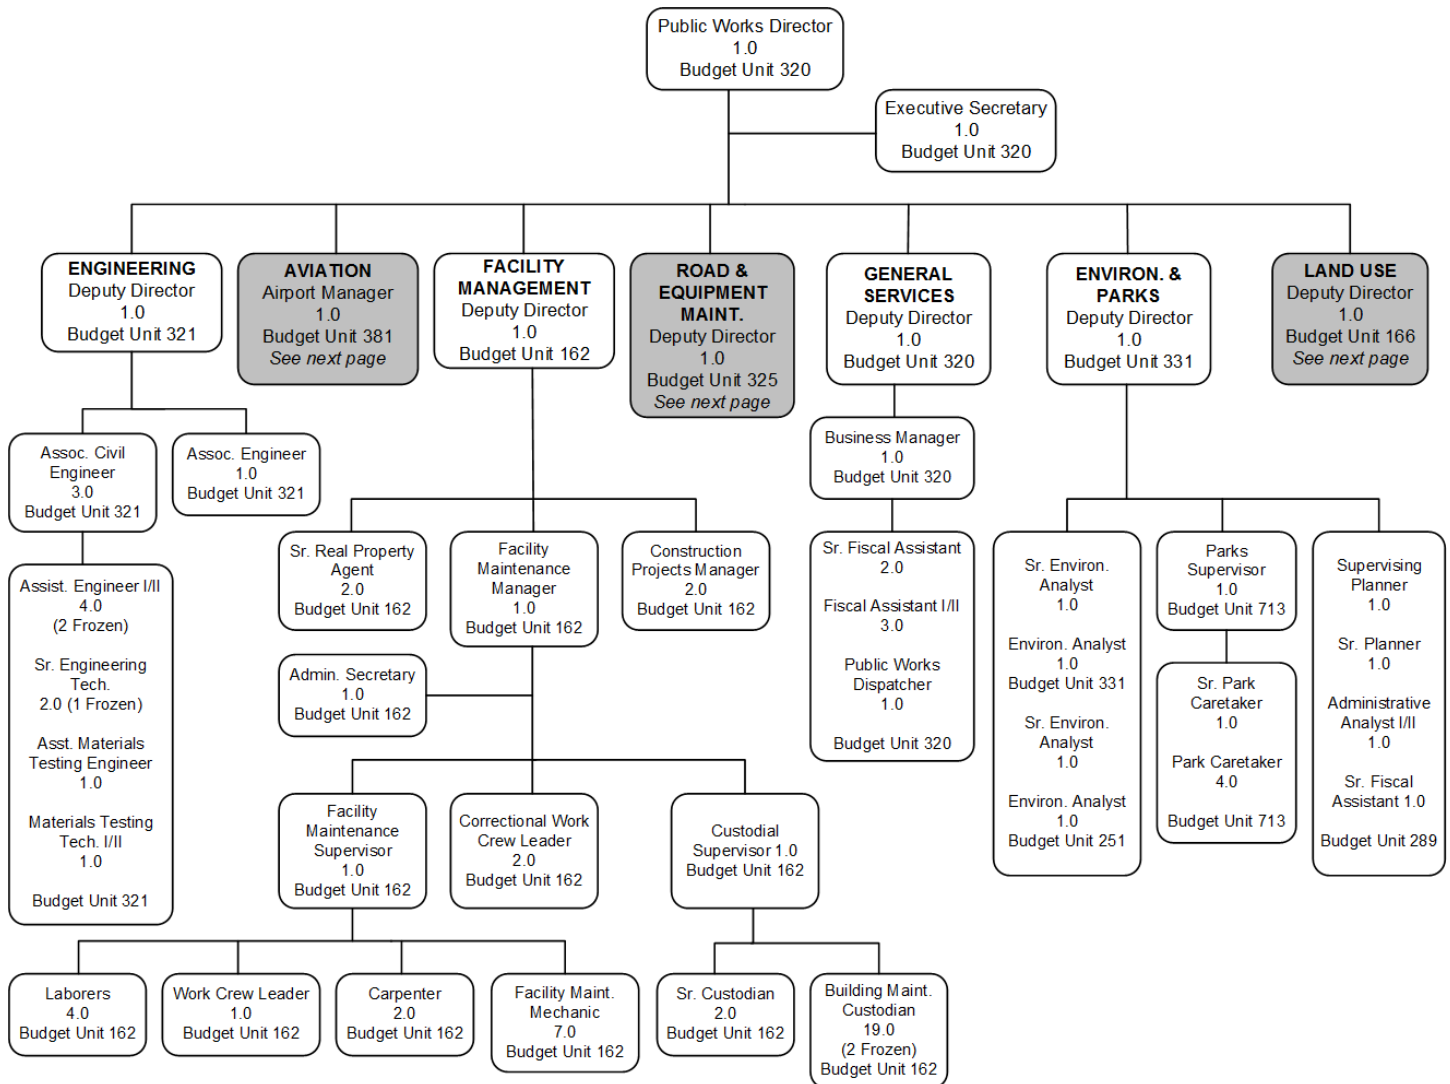 Public Works Director
1.0
Budget Unit 320
Executive Secretary
1.0
Budget Unit 320
ENGINEERING
Deputy Director
1.0
Budget Unit 321
AVIATION
Airport Manager
1.0
Budget Unit 381
See next page
FACILITY
MANAGEMENT
Deputy Director
1.0
Budget Unit 162
ROAD &
EQUIPMENT
MAINT.
Deputy Director
1.0
Budget Unit 325
See next page
GENERAL
SERVICES
Deputy Director
1.0
Budget Unit 320
ENVIRON. &
PARKS
Deputy Director
1.0
Budget Unit 331
LAND USE
Deputy Director
1.0
Budget Unit 166
See next page
Assoc. Civil
Engineer
3.0
Budget Unit 321
Assoc. Engineer
1.0
Budget Unit 321
Business Manager
1.0
Budget Unit 320
Assist. Engineer I/II
4.0
(2 Frozen)
Sr. Engineering
Tech.
2.0 (1 Frozen)
Asst. Materials
Testing Engineer
1.0
Materials Testing
Tech. I/II
1.0
Budget Unit 321
Sr. Real Property
Agent
2.0
Budget Unit 162
Facility
Maintenance
Manager
1.0
Budget Unit 162
Construction
Projects Manager
2.0
Budget Unit 162
Sr. Fiscal Assistant
2.0
Fiscal Assistant I/II
3.0
Public Works
Dispatcher
1.0
Budget Unit 320
Sr. Environ.
Analyst
1.0
Environ. Analyst
1.0
Budget Unit 331
Sr. Environ.
Analyst
1.0
Environ. Analyst
1.0
Budget Unit 251
Parks
Supervisor
1.0
Budget Unit 713
Sr. Park
Caretaker
1.0
Park Caretaker
4.0
Budget Unit 713
Supervising
Planner
1.0
Sr. Planner
1.0
Administrative
Analyst I/II
1.0
Sr. Fiscal
Assistant 1.0
Budget Unit 289
Admin. Secretary
1.0
Budget Unit 162
Facility
Maintenance
Supervisor
1.0
Budget Unit 162
Correctional Work
Crew Leader
2.0
Budget Unit 162
Custodial
Supervisor 1.0
Budget Unit 162
Laborers
4.0
Budget Unit 162
Work Crew Leader
1.0
Budget Unit 162
Carpenter
2.0
Budget Unit 162
Facility Maint.
Mechanic
7.0
Budget Unit 162
Sr. Custodian
2.0
Budget Unit 162
Building Maint.
Custodian
19.0
(2 Frozen)
Budget Unit 162